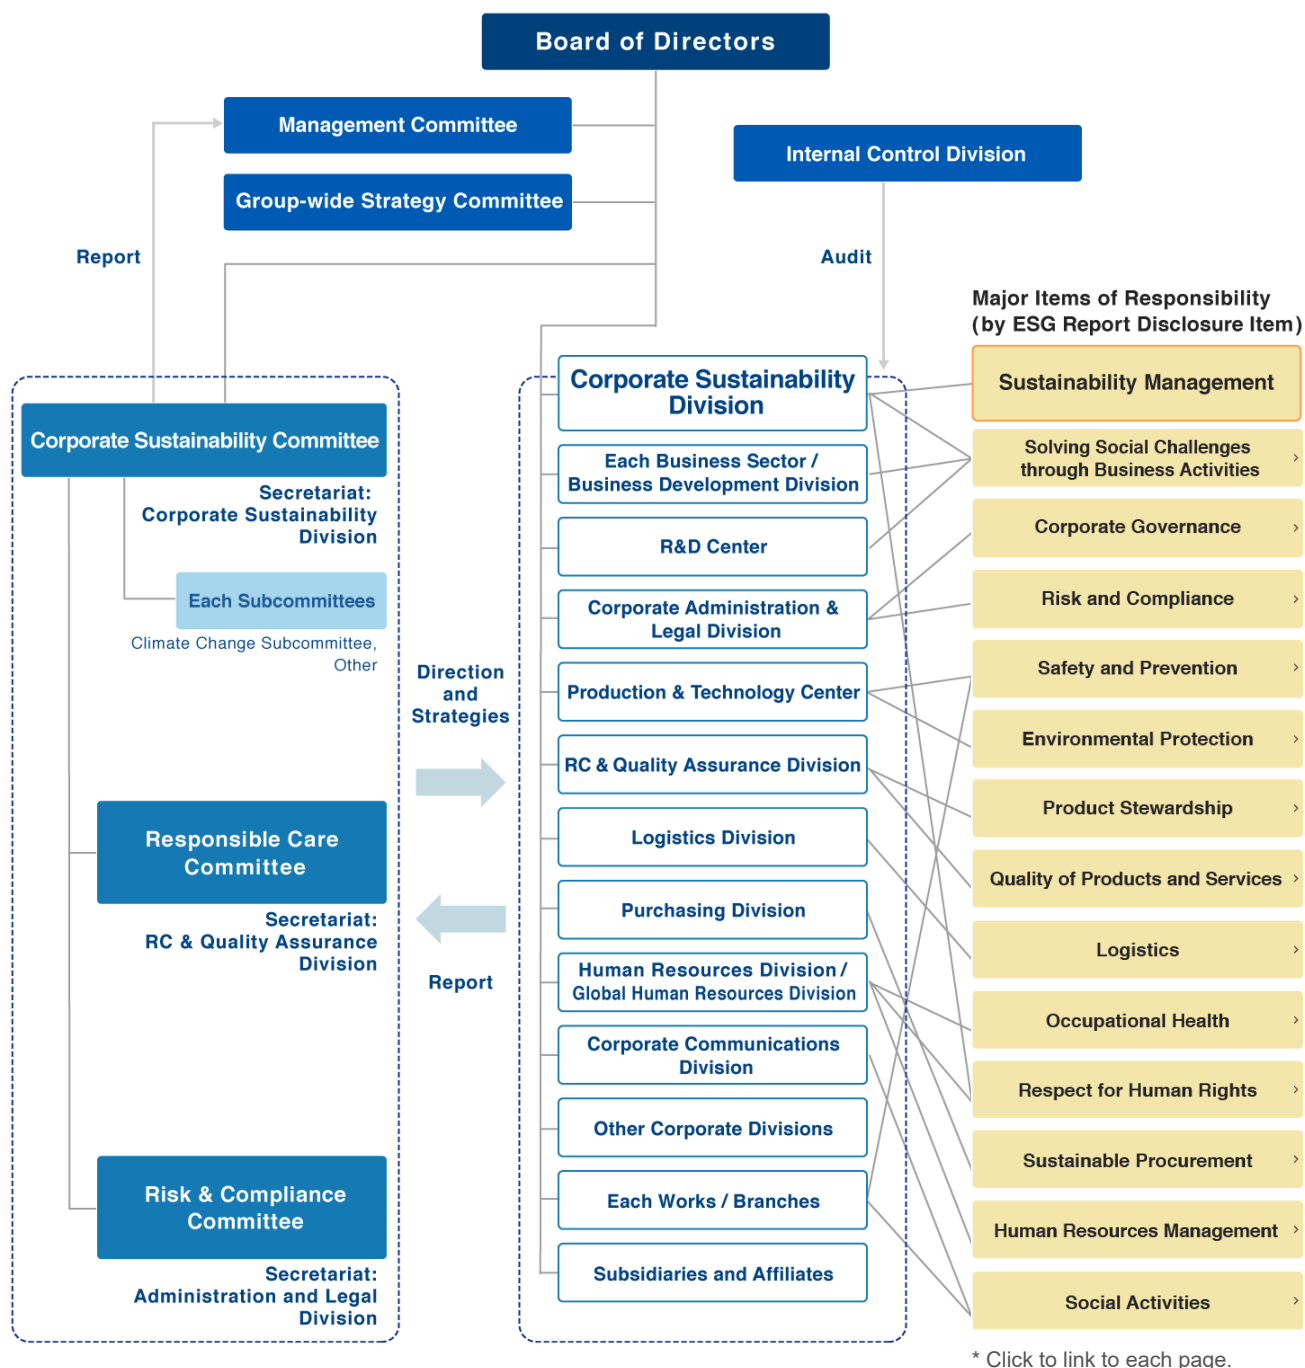 Board of Directors
Management Committee
Internal Control Division
Group-wide Strategy Committee
Report
Audit
Major Items of Responsibility
(by ESG Report Disclosure Item)
Corporate Sustainability Committee
Secretariat:
Corporate Sustainability
Division
Each Subcommittees
Climate Change Subcommittee,
Other
Responsible Care
Committee
Secretariat:
RC & Quality Assurance
Division
Risk & Compliance
Committee
Secretariat:
Administration and Legal
Division
Direction
and
Strategies
Report
Corporate Sustainability
Division
Each Business Sector /
Business Development Division
R&D Center
Corporate Administration &
Legal Division
Production & Technology Center
RC & Quality Assurance Division
Logistics Division
Purchasing Division
Human Resources Division /
Global Human Resources Division
Corporate Communications
Division
Other Corporate Divisions
Each Works / Branches
Subsidiaries and Affiliates
Sustainability Management
Solving Social Challenges
through Business Activities
Corporate Governance
Risk and Compliance
Safety and Prevention
Environmental Protection
Product Stewardship
Quality of Products and Services
Logistics
Occupational Health
Respect for Human Rights
Sustainable Procurement
Human Resources Management
Social Activities
* Click to link to each page.